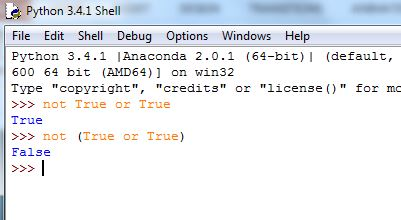 Python 3.4.1 Shell
File Edit Shell Debug Options Windows Help
Python 3.4.1 |Anaconda 2.0.1 (64-bit)| (default,
600 64 bit (AMD64)] on win32
Type "copyright", "credits" or "license()" for mo
>>> not True or True
True
>>> not (True or True)
False
>>>